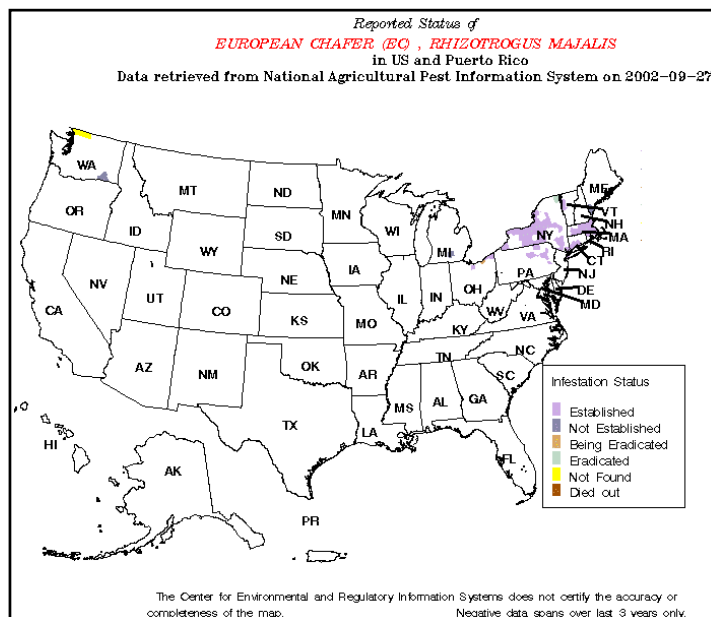 Reported Status of
EUROPEAN CHAFER (EC) , RHIZOTROGUS MAJALIS
in US and Puerto Rico
Data retrieved from National Agricultural Pest Information System on 2002-09-27
WA
MT
ND
MN
ME
VT
NH
MA
RI
CT
NJ
DE
MD
OR
ID
WY
SD
WI
MI
NY
PA
NV
UT
CO
NE
IA
IL
IN
OH
WV
VA
CA
KS
MO
KY
AZ
NM
OK
AR
TN
NC
SC
TX
LA
MS
AL
GA
FL
HI
AK
PR
Infestation Status
Established
Not Established
Being Eradicated
Eradicated
Not Found
Died out
The Center for Environmental and Regulatory Information Systems does not certify the accuracy or
completeness of the map. Negative data spans over last 3 years only.